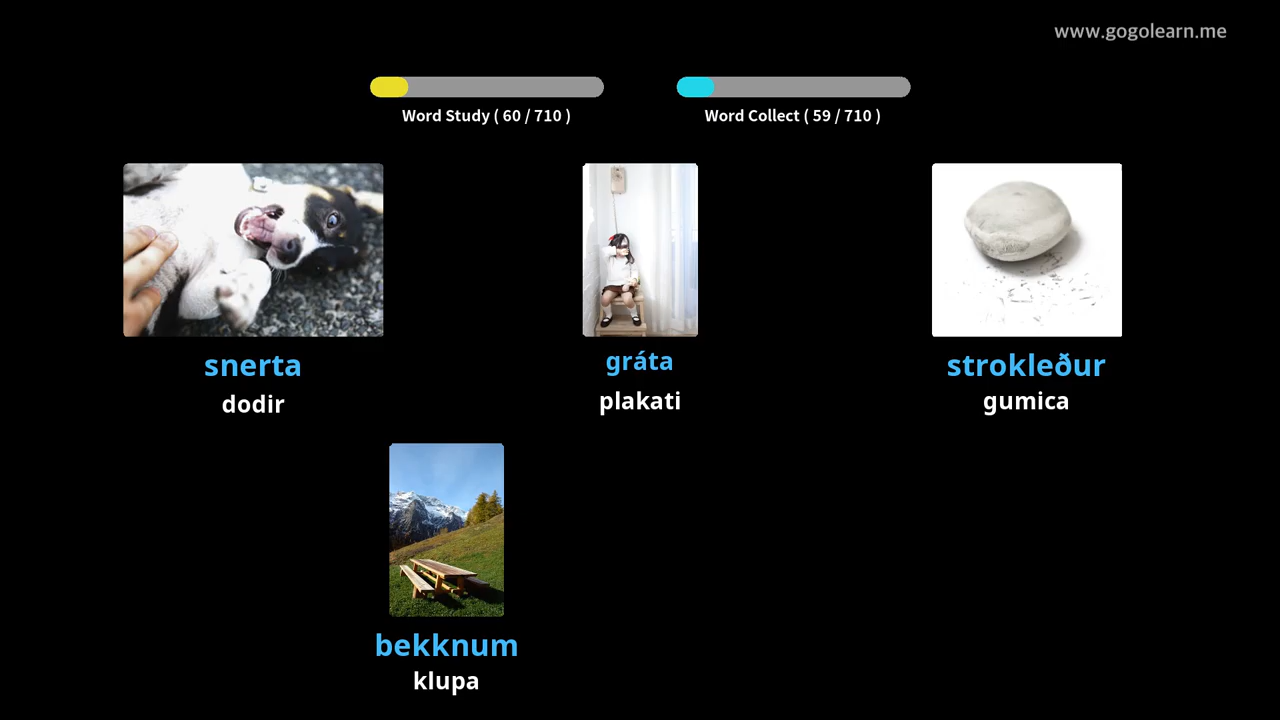 www.gogolearn.me
Word Study ( 60 / 710 )
Word Collect ( 59 / 710 )
snerta
dodir
gráta
plakati
strokleður
gumica
bekknum
klupa